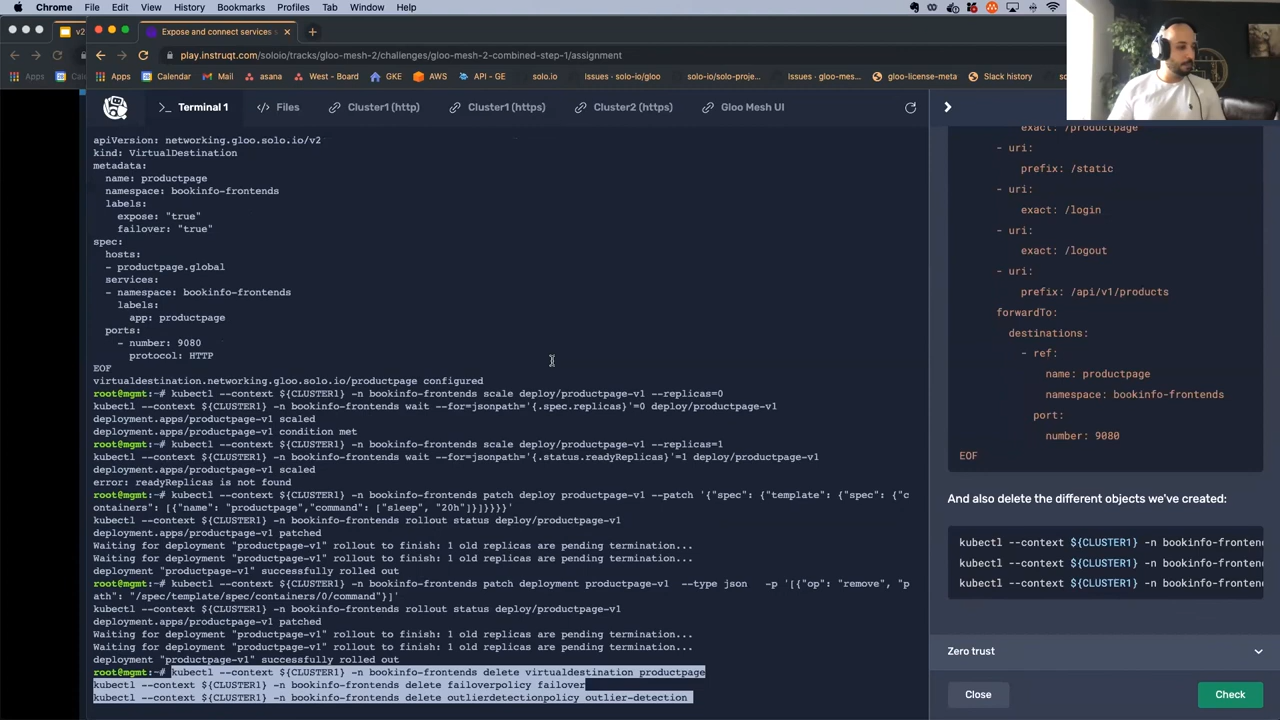 Chrome File Edit View History Bookmarks Profiles Tab Window Help
v2
Expose and connect services
play.instruqt.com/soloio/tracks/gloo-mesh-2/challenges/gloo-mesh-2-combined-step-1/assignment
Apps
Apps Calendar Mail asana West - Board GKE AWS API - GE solo.io Issues · solo-io/gloo solo-io/solo-proje... Issues · gloo-mes... gloo-license-meta Slack history
>_ Terminal 1 </> Files Cluster1 (http) Cluster1 (https) Cluster2 (https) Gloo Mesh UI
apiVersion: networking.gloo.solo.io/v2
kind: VirtualDestination
metadata:
name: productpage
namespace: bookinfo-frontends
labels:
expose: "true"
failover: "true"
spec:
hosts:
- productpage.global
services:
- namespace: bookinfo-frontends
labels:
app: productpage
ports:
- number: 9080
protocol: HTTP
EOF
virtualdestination.networking.gloo.solo.io/productpage configured
root@mgmt:~# kubectl --context ${CLUSTER1} -n bookinfo-frontends scale deploy/productpage-v1 --replicas=0
kubectl --context ${CLUSTER1} -n bookinfo-frontends wait --for=jsonpath='{.spec.replicas}'=0 deploy/productpage-v1
deployment.apps/productpage-v1 scaled
deployment.apps/productpage-v1 condition met
root@mgmt:~# kubectl --context ${CLUSTER1} -n bookinfo-frontends scale deploy/productpage-v1 --replicas=1
kubectl --context ${CLUSTER1} -n bookinfo-frontends wait --for=jsonpath='{.status.readyReplicas}'=1 deploy/productpage-v1
deployment.apps/productpage-v1 scaled
error: readyReplicas is not found
root@mgmt:~# kubectl --context ${CLUSTER1} -n bookinfo-frontends patch deploy productpage-v1 --patch '{"spec": {"template": {"spec": {"c
ontainers": [{"name": "productpage","command": ["sleep", "20h"]}]}}}}'
kubectl --context ${CLUSTER1} -n bookinfo-frontends rollout status deploy/productpage-v1
deployment.apps/productpage-v1 patched
Waiting for deployment "productpage-v1" rollout to finish: 1 old replicas are pending termination...
Waiting for deployment "productpage-v1" rollout to finish: 1 old replicas are pending termination...
deployment "productpage-v1" successfully rolled out
root@mgmt:~# kubectl --context ${CLUSTER1} -n bookinfo-frontends patch deployment productpage-v1 --type json -p '[{"op": "remove", "p
ath": "/spec/template/spec/containers/0/command"}]'
kubectl --context ${CLUSTER1} -n bookinfo-frontends rollout status deploy/productpage-v1
deployment.apps/productpage-v1 patched
Waiting for deployment "productpage-v1" rollout to finish: 1 old replicas are pending termination...
Waiting for deployment "productpage-v1" rollout to finish: 1 old replicas are pending termination...
deployment "productpage-v1" successfully rolled out
root@mgmt:~# kubectl --context ${CLUSTER1} -n bookinfo-frontends delete virtualdestination productpage
kubectl --context ${CLUSTER1} -n bookinfo-frontends delete failoverpolicy failover
kubectl --context ${CLUSTER1} -n bookinfo-frontends delete outlierdetectionpolicy outlier-detection
exact: /productpage
- uri:
prefix: /static
- uri:
exact: /login
- uri:
exact: /logout
- uri:
prefix: /api/v1/products
forwardTo:
destinations:
- ref:
name: productpage
namespace: bookinfo-frontends
port:
number: 9080
EOF
And also delete the different objects we've created:
kubectl --context ${CLUSTER1} -n bookinfo-fronten
kubectl --context ${CLUSTER1} -n bookinfo-fronten
kubectl --context ${CLUSTER1} -n bookinfo-fronten
Zero trust
Close Check